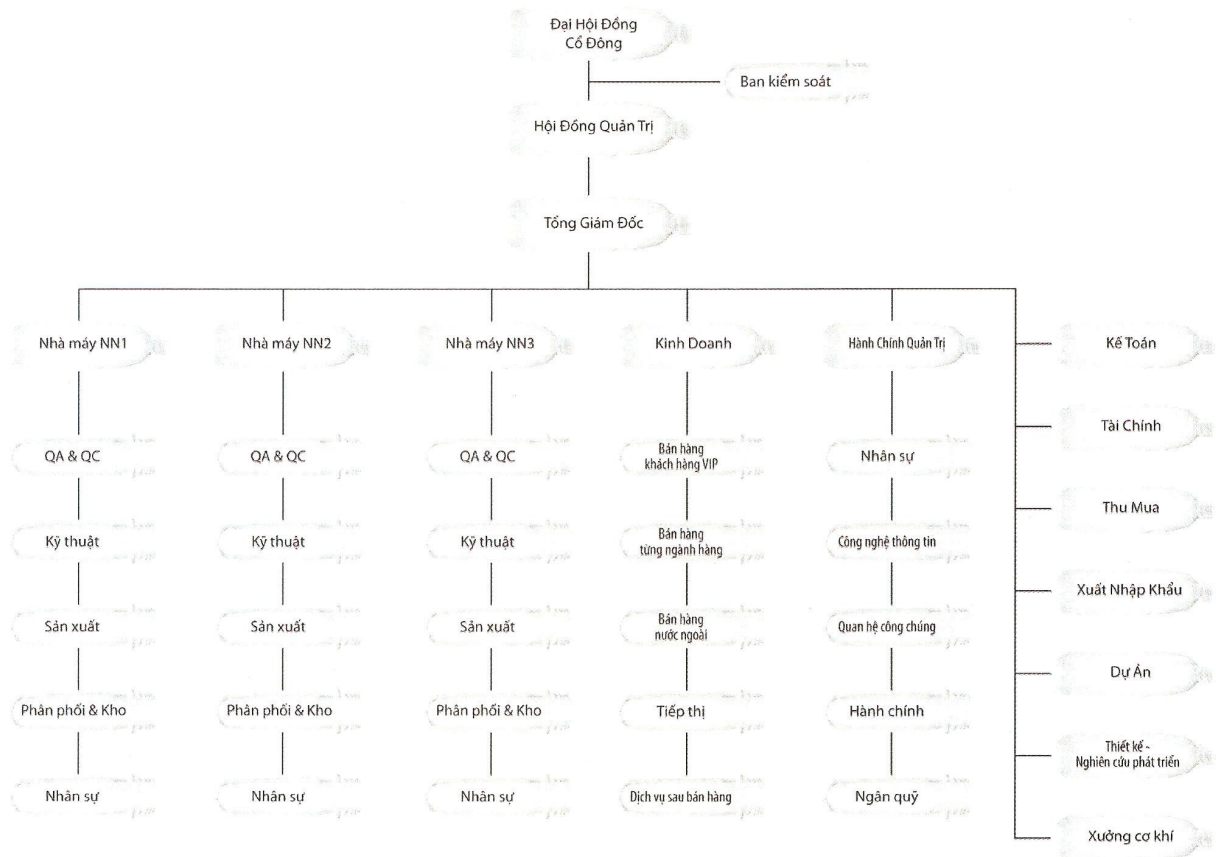 Đại Hội Đồng
Cổ Đông
Ban kiểm soát
Hội Đồng Quản Trị
Tổng Giám Đốc
Nhà máy NN1
Nhà máy NN2
Nhà máy NN3
Kinh Doanh
Hành Chính Quản Trị
Kế Toán
Tài Chính
Thu Mua
Xuất Nhập Khẩu
Dự Án
Thiết kế ~
Nghiên cứu phát triển
Xưởng cơ khí
QA & QC
Kỹ thuật
Sản xuất
Phân phối & Kho
Nhân sự
QA & QC
Kỹ thuật
Sản xuất
Phân phối & Kho
Nhân sự
QA & QC
Kỹ thuật
Sản xuất
Phân phối & Kho
Nhân sự
Bán hàng
khách hàng VIP
Bán hàng
từng ngành hàng
Bán hàng
nước ngoài
Tiếp thị
Dịch vụ sau bán hàng
Nhân sự
Công nghệ thông tin
Quan hệ công chúng
Hành chính
Ngân quỹ